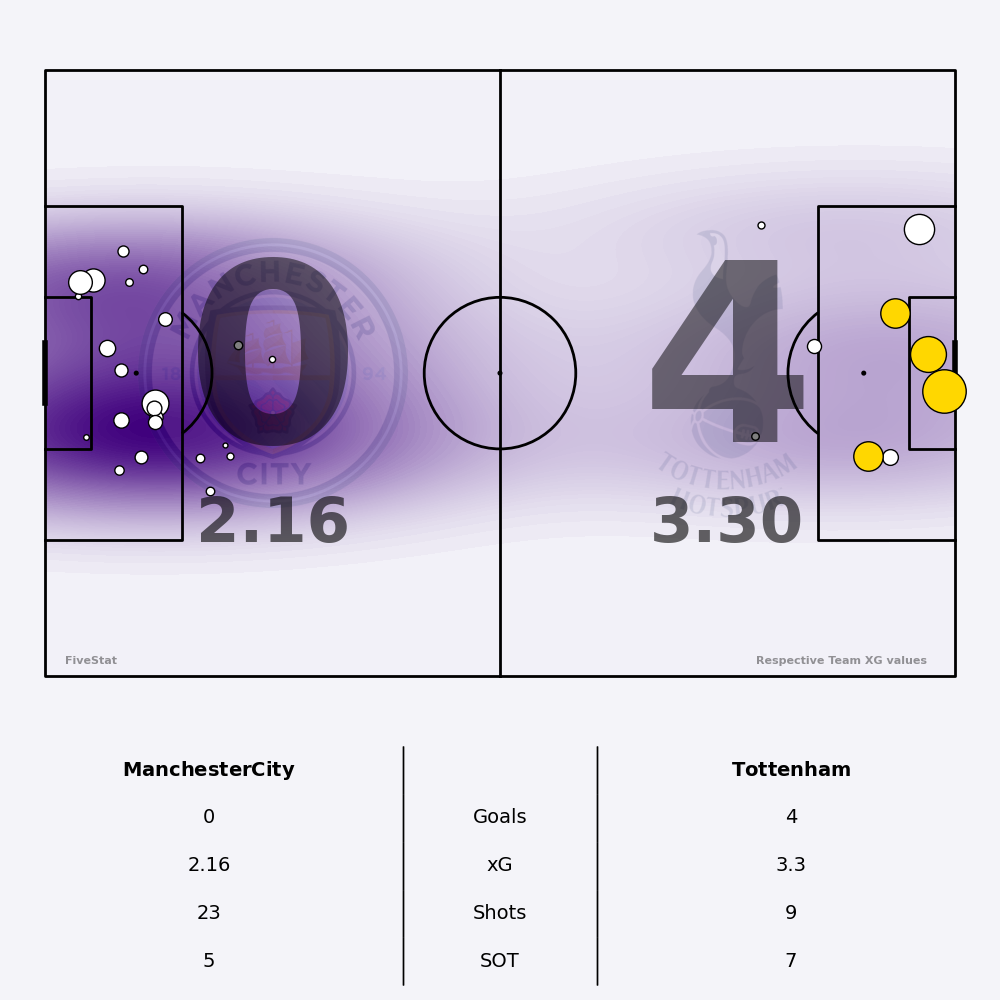 MANCHESTER
18 94
CITY
0
2.16
4
TOTTENHAM
HOTSPUR
3.30
FiveStat
Respective Team XG values
ManchesterCity Tottenham
0 Goals 4
2.16 xG 3.3
23 Shots 9
5 SOT 7